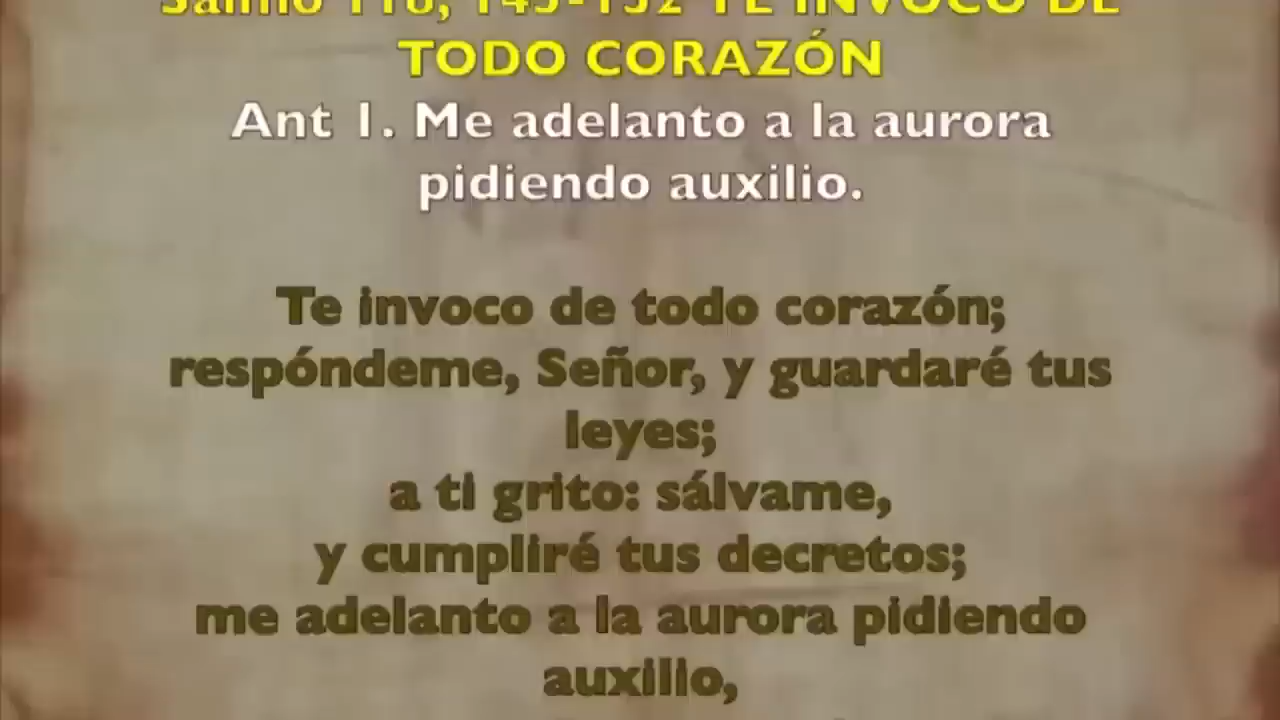 Salmo 118, 145-152 TE INVOCO DE
TODO CORAZÓN
Ant 1. Me adelanto a la aurora
pidiendo auxilio.
Te invoco de todo corazón;
respóndeme, Señor, y guardaré tus
leyes;
a ti grito: sálvame,
y cumpliré tus decretos;
me adelanto a la aurora pidiendo
auxilio,